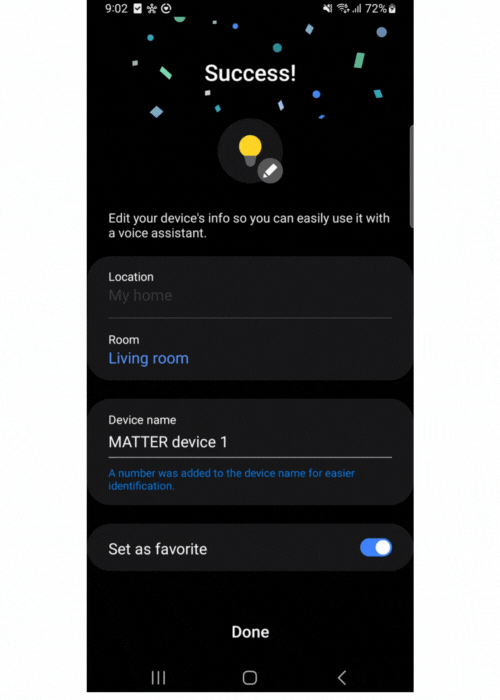 9:02
72%
Success!
Edit your device's info so you can easily use it with
a voice assistant.
Location
My home
Room
Living room
Device name
MATTER device 1
A number was added to the device name for easier
identification.
Set as favorite
Done